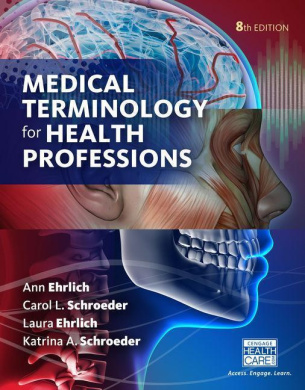 8th EDITION
MEDICAL
TERMINOLOGY
for HEALTH
PROFESSIONS
Ann Ehrlich
Carol L. Schroeder
Laura Ehrlich
Katrina A. Schroeder
CENGAGE
HEALTH
CARE
Access. Engage. Learn.